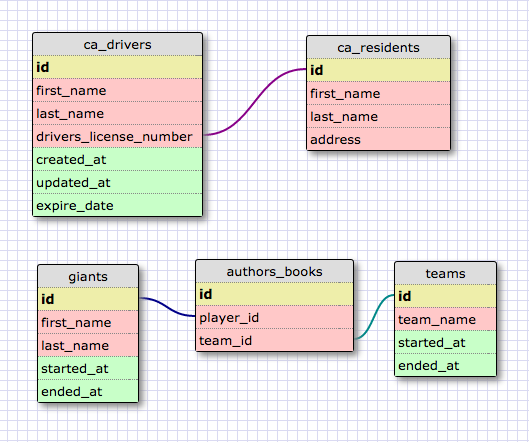 ca_drivers
id
first_name
last_name
drivers_license_number
created_at
updated_at
expire_date
ca_residents
id
first_name
last_name
address
giants
id
first_name
last_name
started_at
ended_at
authors_books
id
player_id
team_id
teams
id
team_name
started_at
ended_at